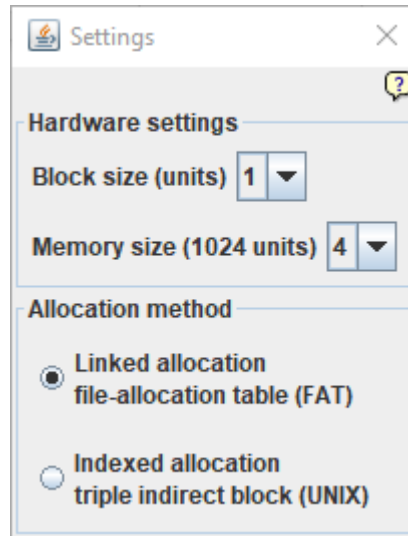 Settings
?
Hardware settings
Block size (units) 1
Memory size (1024 units) 4
Allocation method
Linked allocation
file-allocation table (FAT)
Indexed allocation
triple indirect block (UNIX)